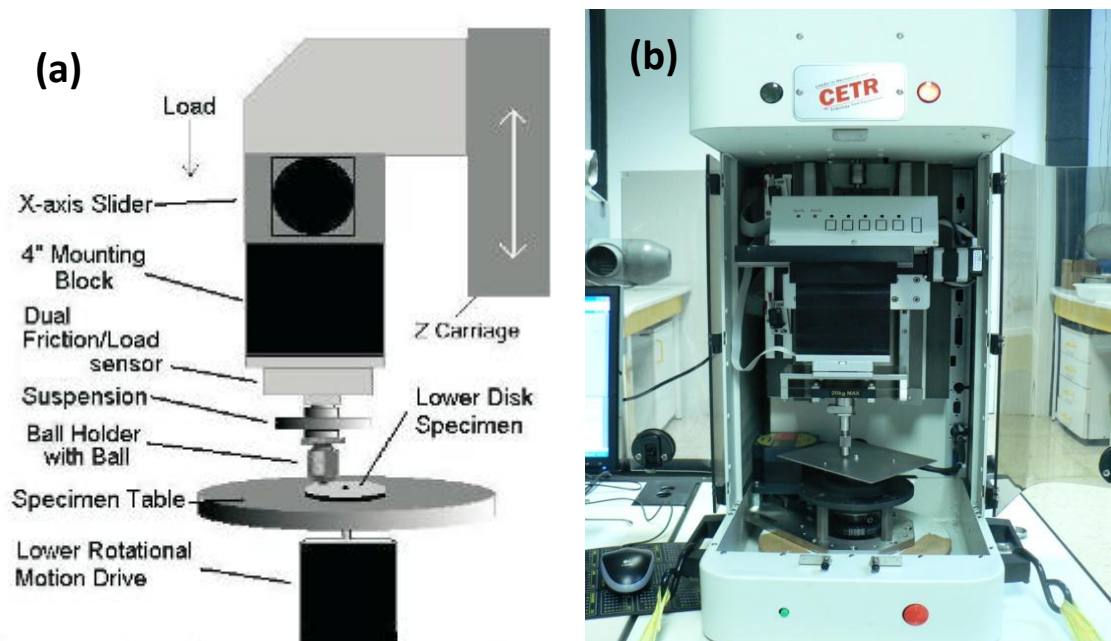 (a)
Load
X-axis Slider
4" Mounting
Block
Dual
Friction/Load
sensor
Suspension
Ball Holder
with Ball
Specimen Table
Lower Rotational
Motion Drive
Z Carriage
Lower Disk
Specimen
(b)
CETR
20kg MAX